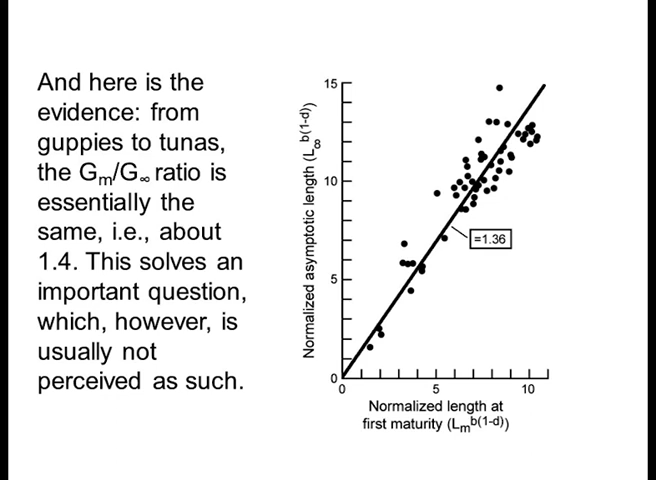 And here is the
evidence: from
guppies to tunas,
the Gm/G∞ ratio is
essentially the
same, i.e., about
1.4. This solves an
important question,
which, however, is
usually not
perceived as such.
Normalized asymptotic length (L8 b(1-d))
15
10
5
0
=1.36
0 5 10
Normalized length at
first maturity (Lm b(1-d))